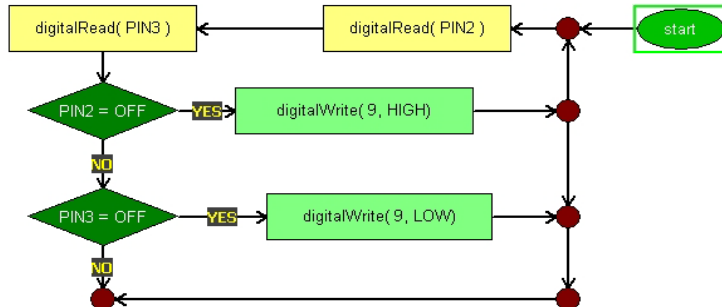 digitalRead( PIN3 )
digitalRead( PIN2 )
start
PIN2 = OFF
YES
digitalWrite( 9, HIGH)
NO
PIN3 = OFF
YES
digitalWrite( 9, LOW)
NO